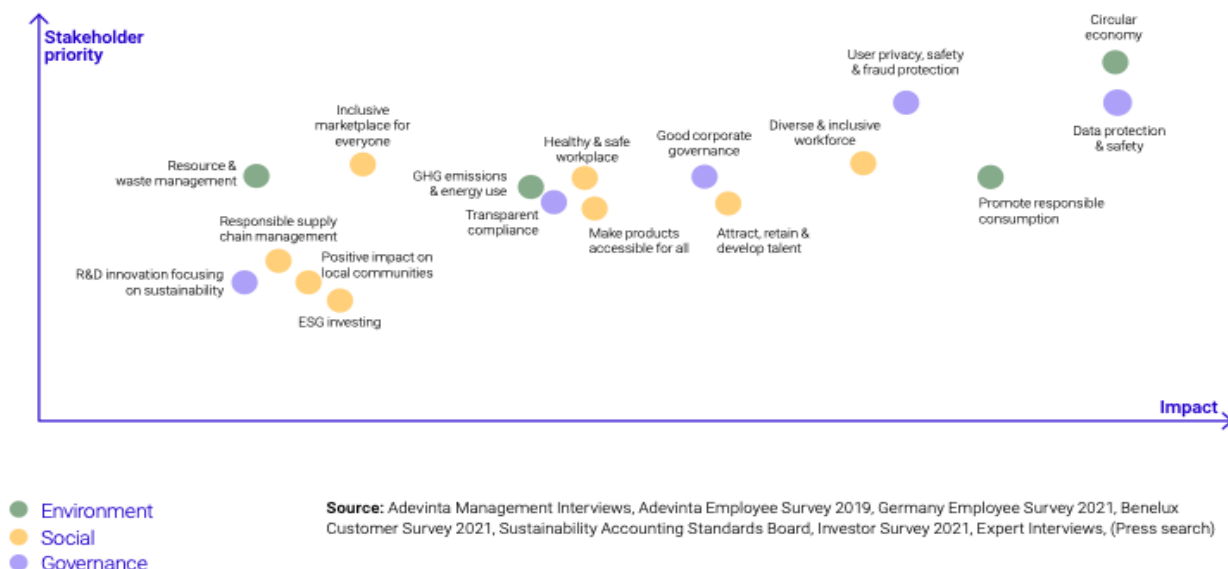 Stakeholder
priority
Circular
economy
User privacy, safety
& fraud protection
Inclusive
marketplace for
everyone
Data protection
& safety
Diverse & inclusive
workforce
Good corporate
governance
Healthy & safe
workplace
Resource &
waste management
GHG emissions
& energy use
Promote responsible
consumption
Transparent
compliance
Make products
accessible for all
Attract, retain &
develop talent
Responsible supply
chain management
Positive impact on
local communities
R&D innovation focusing
on sustainability
ESG investing
Impact
Environment
Social
Governance
Source: Adevinta Management Interviews, Adevinta Employee Survey 2019, Germany Employee Survey 2021, Benelux
Customer Survey 2021, Sustainability Accounting Standards Board, Investor Survey 2021, Expert Interviews, (Press search)